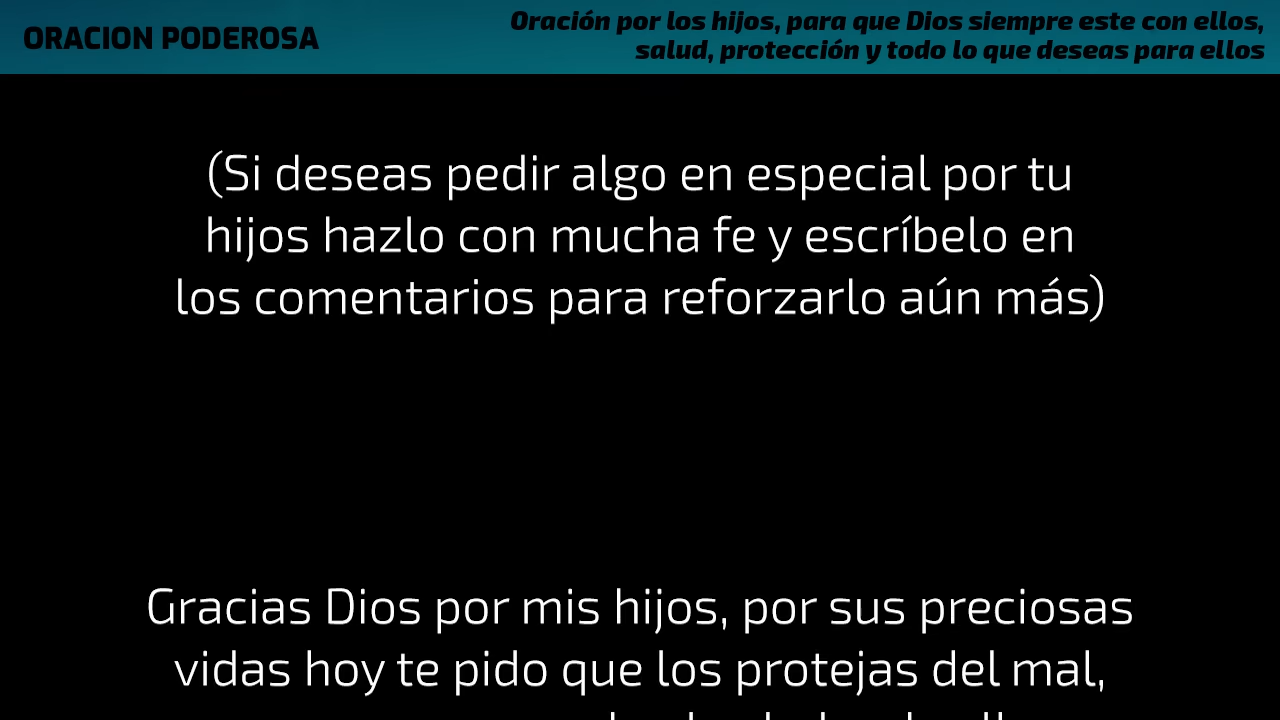 ORACION PODEROSA
Oración por los hijos, para que Dios siempre este con ellos,
salud, protección y todo lo que deseas para ellos
(Si deseas pedir algo en especial por tu
hijos hazlo con mucha fe y escríbelo en
los comentarios para reforzarlo aún más)
Gracias Dios por mis hijos, por sus preciosas
vidas hoy te pido que los protejas del mal,